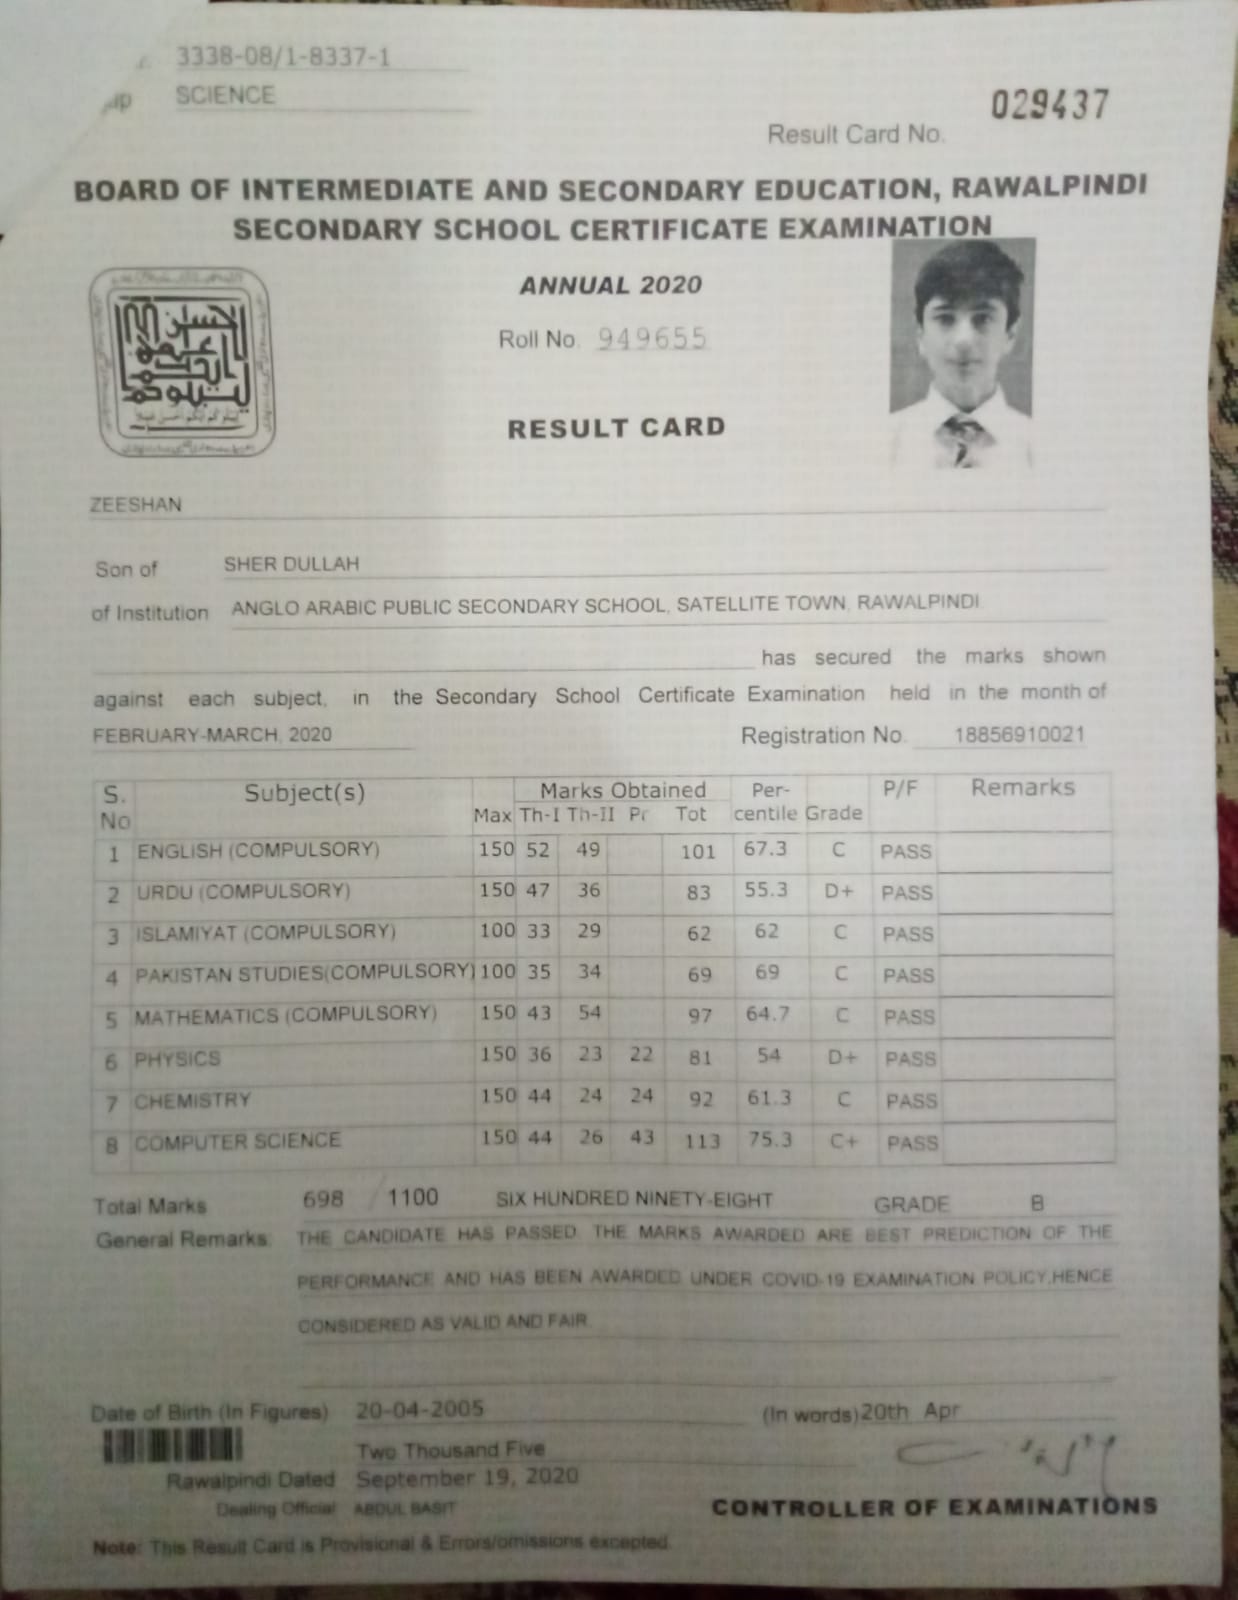 3338-08/1-8337-1
SCIENCE
029437
Result Card No.
BOARD OF INTERMEDIATE AND SECONDARY EDUCATION, RAWALPINDI
SECONDARY SCHOOL CERTIFICATE EXAMINATION
ANNUAL 2020
Roll No. 949655
RESULT CARD
ZEESHAN
Son of SHER DULLAH
of Institution ANGLO ARABIC PUBLIC SECONDARY SCHOOL, SATELLITE TOWN, RAWALPINDI
has secured the marks shown
against each subject, in the Secondary School Certificate Examination held in the month of
FEBRUARY-MARCH, 2020 Registration No. 18856910021
S. No Subject(s) Marks Obtained Per-centile Grade P/F Remarks
Max Th-I Th-II Pr Tot
1 ENGLISH (COMPULSORY) 150 52 49 101 67.3 C PASS
2 URDU (COMPULSORY) 150 47 36 83 55.3 D+ PASS
3 ISLAMIYAT (COMPULSORY) 100 33 29 62 62 C PASS
4 PAKISTAN STUDIES(COMPULSORY) 100 35 34 69 69 C PASS
5 MATHEMATICS (COMPULSORY) 150 43 54 97 64.7 C PASS
6 PHYSICS 150 36 23 22 81 54 D+ PASS
7 CHEMISTRY 150 44 24 24 92 61.3 C PASS
8 COMPUTER SCIENCE 150 44 26 43 113 75.3 C+ PASS
Total Marks 698 / 1100 SIX HUNDRED NINETY-EIGHT GRADE B
General Remarks: THE CANDIDATE HAS PASSED. THE MARKS AWARDED ARE BEST PREDICTION OF THE
PERFORMANCE AND HAS BEEN AWARDED UNDER COVID-19 EXAMINATION POLICY,HENCE
CONSIDERED AS VALID AND FAIR.
Date of Birth (In Figures) 20-04-2005 (In words) 20th Apr
Two Thousand Five
Rawalpindi Dated September 19, 2020
Dealing Official ABDUL BASIT
CONTROLLER OF EXAMINATIONS
Note: This Result Card is Provisional & Errors/omissions excepted.